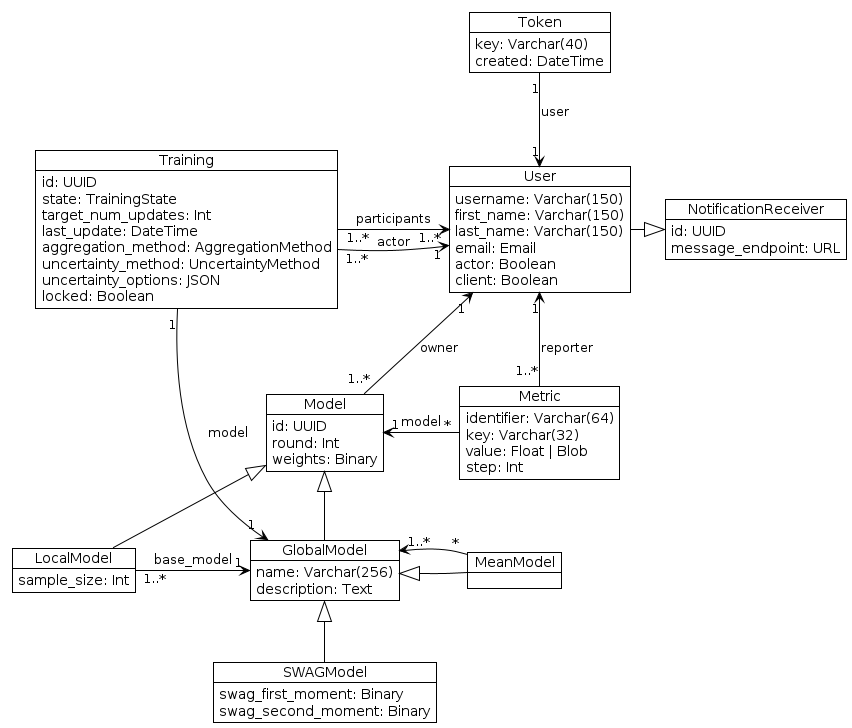 Token
key: Varchar(40)
created: DateTime
1
user
1
Training
id: UUID
state: TrainingState
target_num_updates: Int
last_update: DateTime
aggregation_method: AggregationMethod
uncertainty_method: UncertaintyMethod
uncertainty_options: JSON
locked: Boolean
participants
1..*
1..*
actor
1..*
1
User
username: Varchar(150)
first_name: Varchar(150)
last_name: Varchar(150)
email: Email
actor: Boolean
client: Boolean
NotificationReceiver
id: UUID
message_endpoint: URL
1
model
1
1
owner
1..*
1
reporter
1..*
Model
id: UUID
round: Int
weights: Binary
1
model
*
Metric
identifier: Varchar(64)
key: Varchar(32)
value: Float | Blob
step: Int
LocalModel
sample_size: Int
base_model
1..*
1
GlobalModel
name: Varchar(256)
description: Text
1..*
*
MeanModel
SWAGModel
swag_first_moment: Binary
swag_second_moment: Binary